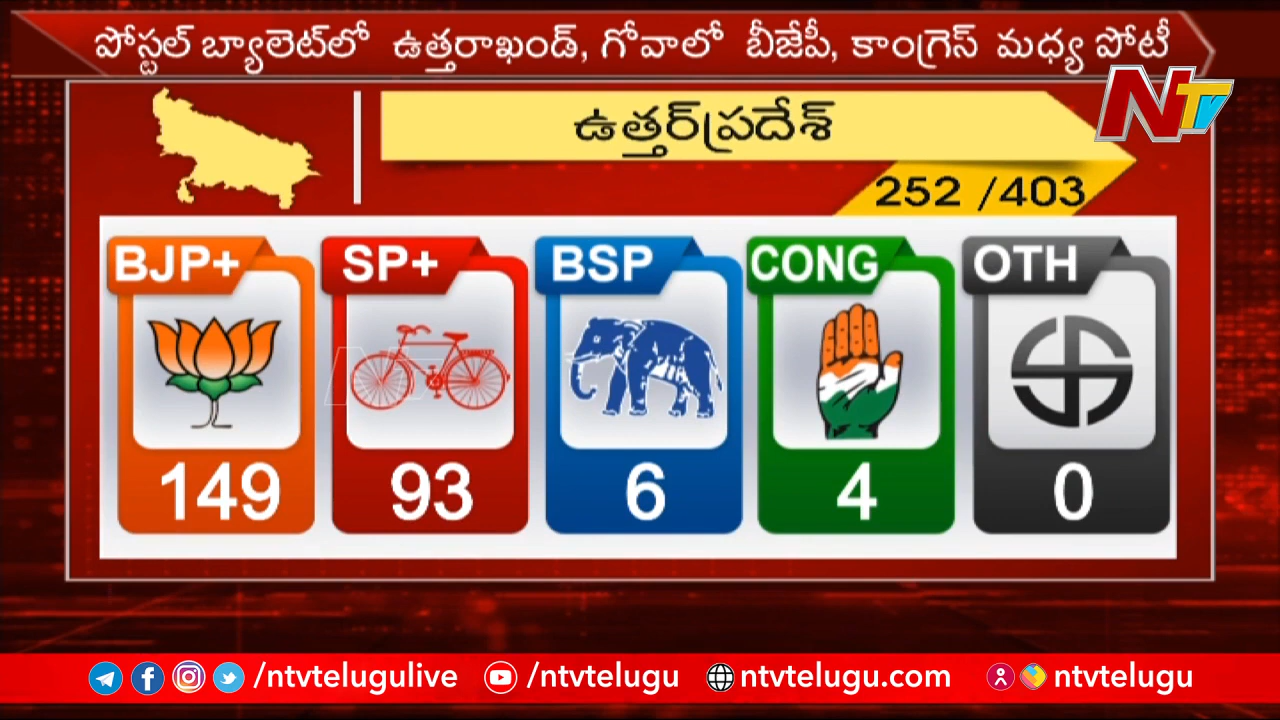 పోస్టల్ బ్యాలెట్‌లో ఉత్తరాఖండ్, గోవాలో బీజేపీ, కాంగ్రెస్ మధ్య పోటీ
NTV
ఉత్తర్‌ప్రదేశ్
252 /403
BJP+ SP+ BSP CONG OTH
149 93 6 4 0
/ntvtelugulive /ntvtelugu ntvtelugu.com ntvtelugu